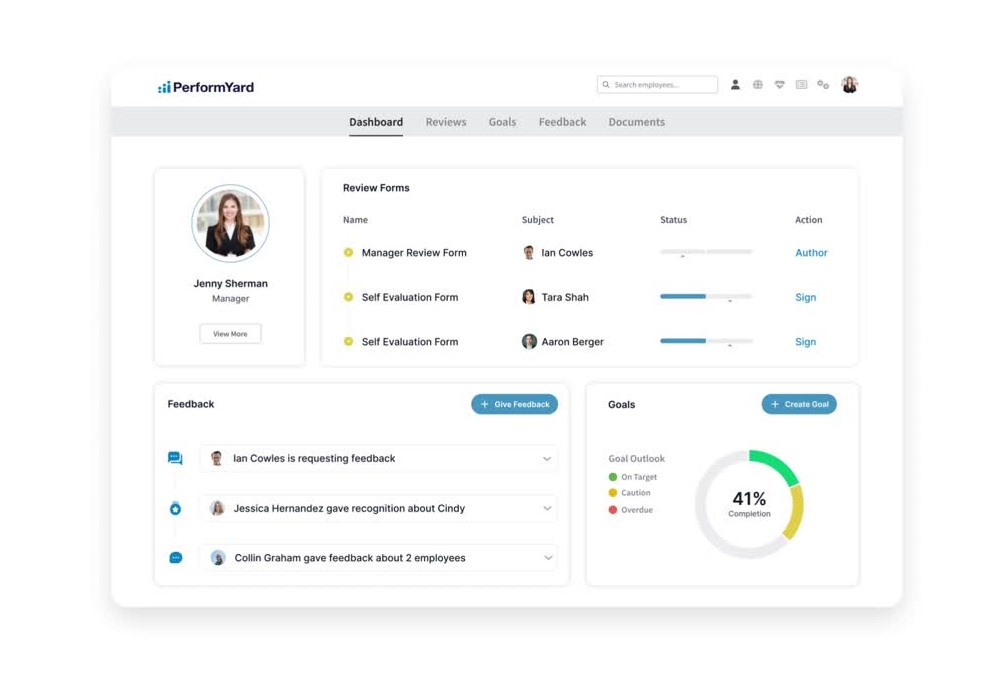 PerformYard
Search employees...
Dashboard Reviews Goals Feedback Documents
Jenny Sherman
Manager
View More
Review Forms
Name Subject Status Action
Manager Review Form Ian Cowles Author
Self Evaluation Form Tara Shah Sign
Self Evaluation Form Aaron Berger Sign
Feedback
+ Give Feedback
Ian Cowles is requesting feedback
Jessica Hernandez gave recognition about Cindy
Collin Graham gave feedback about 2 employees
Goals
+ Create Goal
Goal Outlook
On Target
Caution
Overdue
41%
Completion